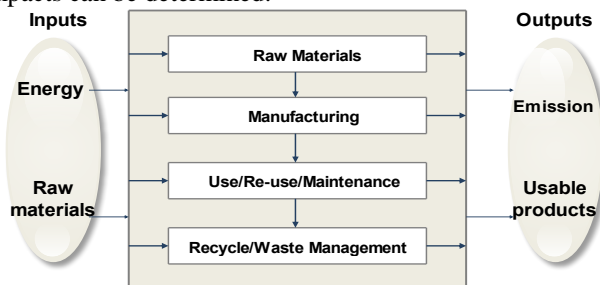 Inputs
Outputs
Raw Materials
Energy
Emission
Manufacturing
Use/Re-use/Maintenance
Raw
materials
Usable
products
Recycle/Waste Management